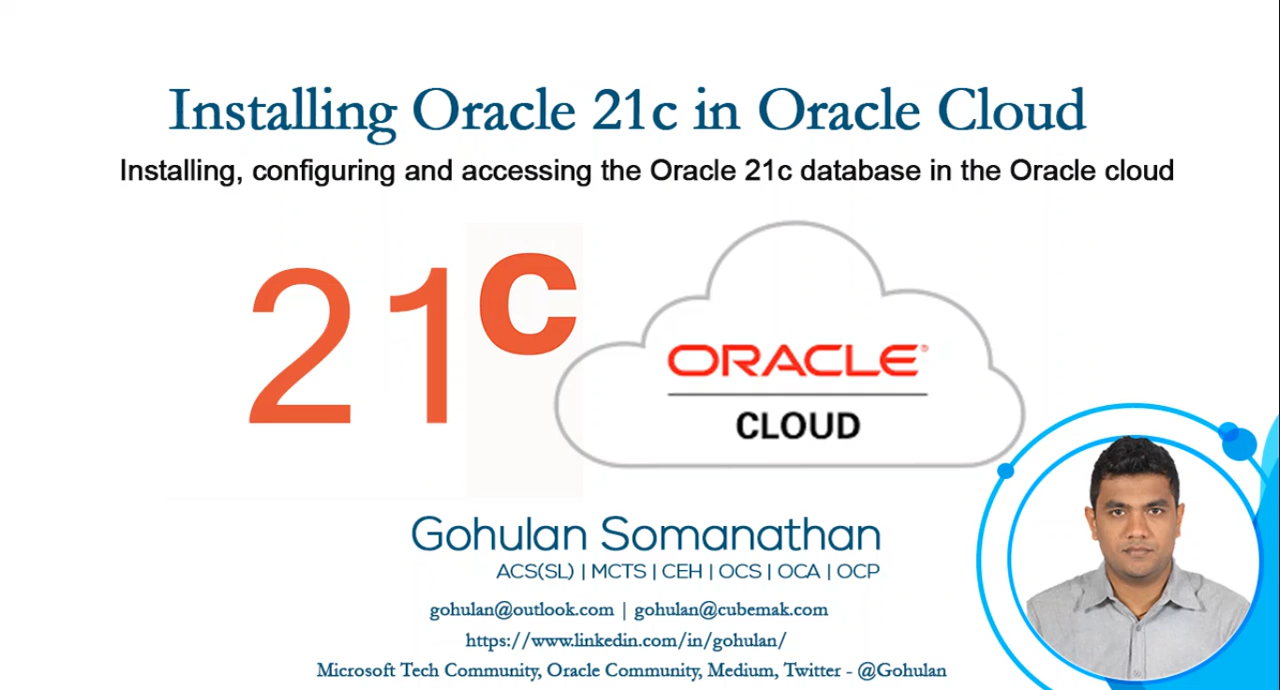 Installing Oracle 21c in Oracle Cloud
Installing, configuring and accessing the Oracle 21c database in the Oracle cloud
21c
ORACLE®
CLOUD
Gohulan Somanathan
ACS(SL) | MCTS | CEH | OCS | OCA | OCP
gohulan@outlook.com | gohulan@cubemak.com
https://www.linkedin.com/in/gohulan/
Microsoft Tech Community, Oracle Community, Medium, Twitter - @Gohulan